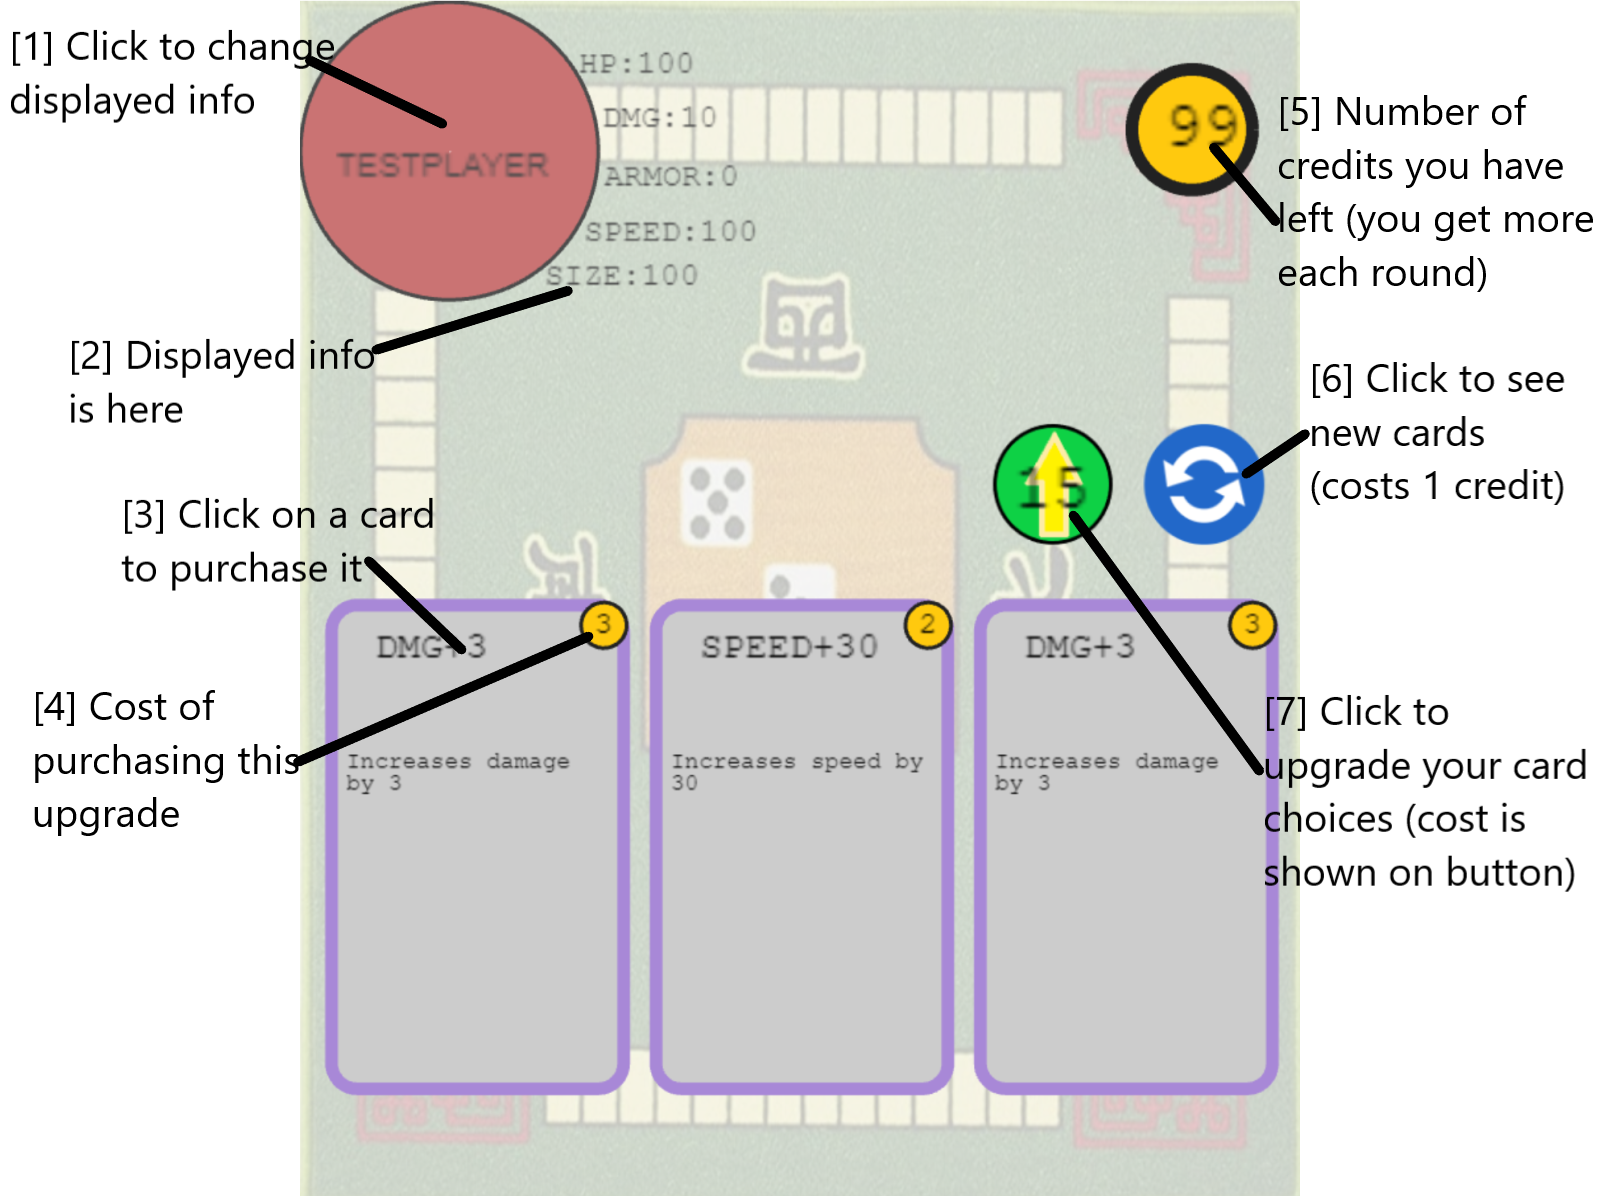 [1] Click to change
displayed info
HP:100
DMG:10
TESTPLAYER
ARMOR:0
SPEED:100
SIZE:100
99
[5] Number of
credits you have
left (you get more
each round)
[2] Displayed info
is here
[6] Click to see
new cards
(costs 1 credit)
15
[3] Click on a card
to purchase it
DMG+3
3
SPEED+30
2
DMG+3
3
[4] Cost of
purchasing this
upgrade
Increases damage
by 3
Increases speed by
30
Increases damage
by 3
[7] Click to
upgrade your card
choices (cost is
shown on button)